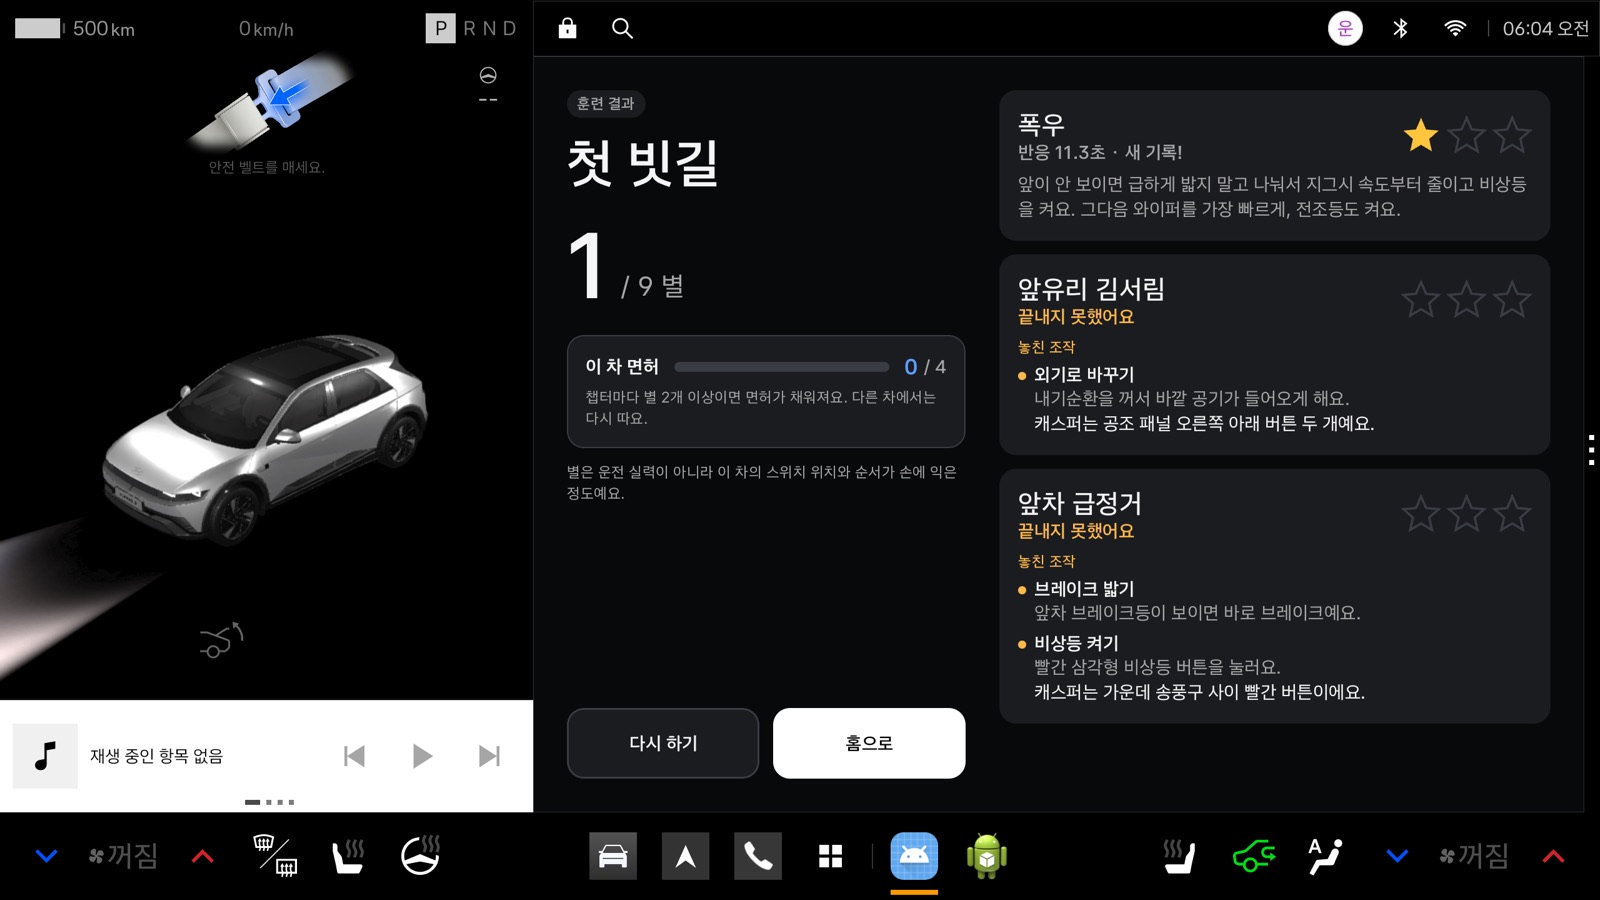 500 km
0 km/h
P R N D
운
06:04 오전
--
안전 벨트를 매세요.
훈련 결과
첫 빗길
1 / 9 별
이 차 면허
0 / 4
챕터마다 별 2개 이상이면 면허가 채워져요. 다른 차에서는
다시 따요.
별은 운전 실력이 아니라 이 차의 스위치 위치와 순서가 손에 익은
정도예요.
다시 하기
홈으로
폭우
반응 11.3초 · 새 기록!
앞이 안 보이면 급하게 밟지 말고 나눠서 지그시 속도부터 줄이고 비상등
을 켜요. 그다음 와이퍼를 가장 빠르게, 전조등도 켜요.
앞유리 김서림
끝내지 못했어요
놓친 조작
외기로 바꾸기
내기순환을 꺼서 바깥 공기가 들어오게 해요.
캐스퍼는 공조 패널 오른쪽 아래 버튼 두 개예요.
앞차 급정거
끝내지 못했어요
놓친 조작
브레이크 밟기
앞차 브레이크등이 보이면 바로 브레이크예요.
비상등 켜기
빨간 삼각형 비상등 버튼을 눌러요.
캐스퍼는 가운데 송풍구 사이 빨간 버튼이에요.
재생 중인 항목 없음
꺼짐
A
꺼짐